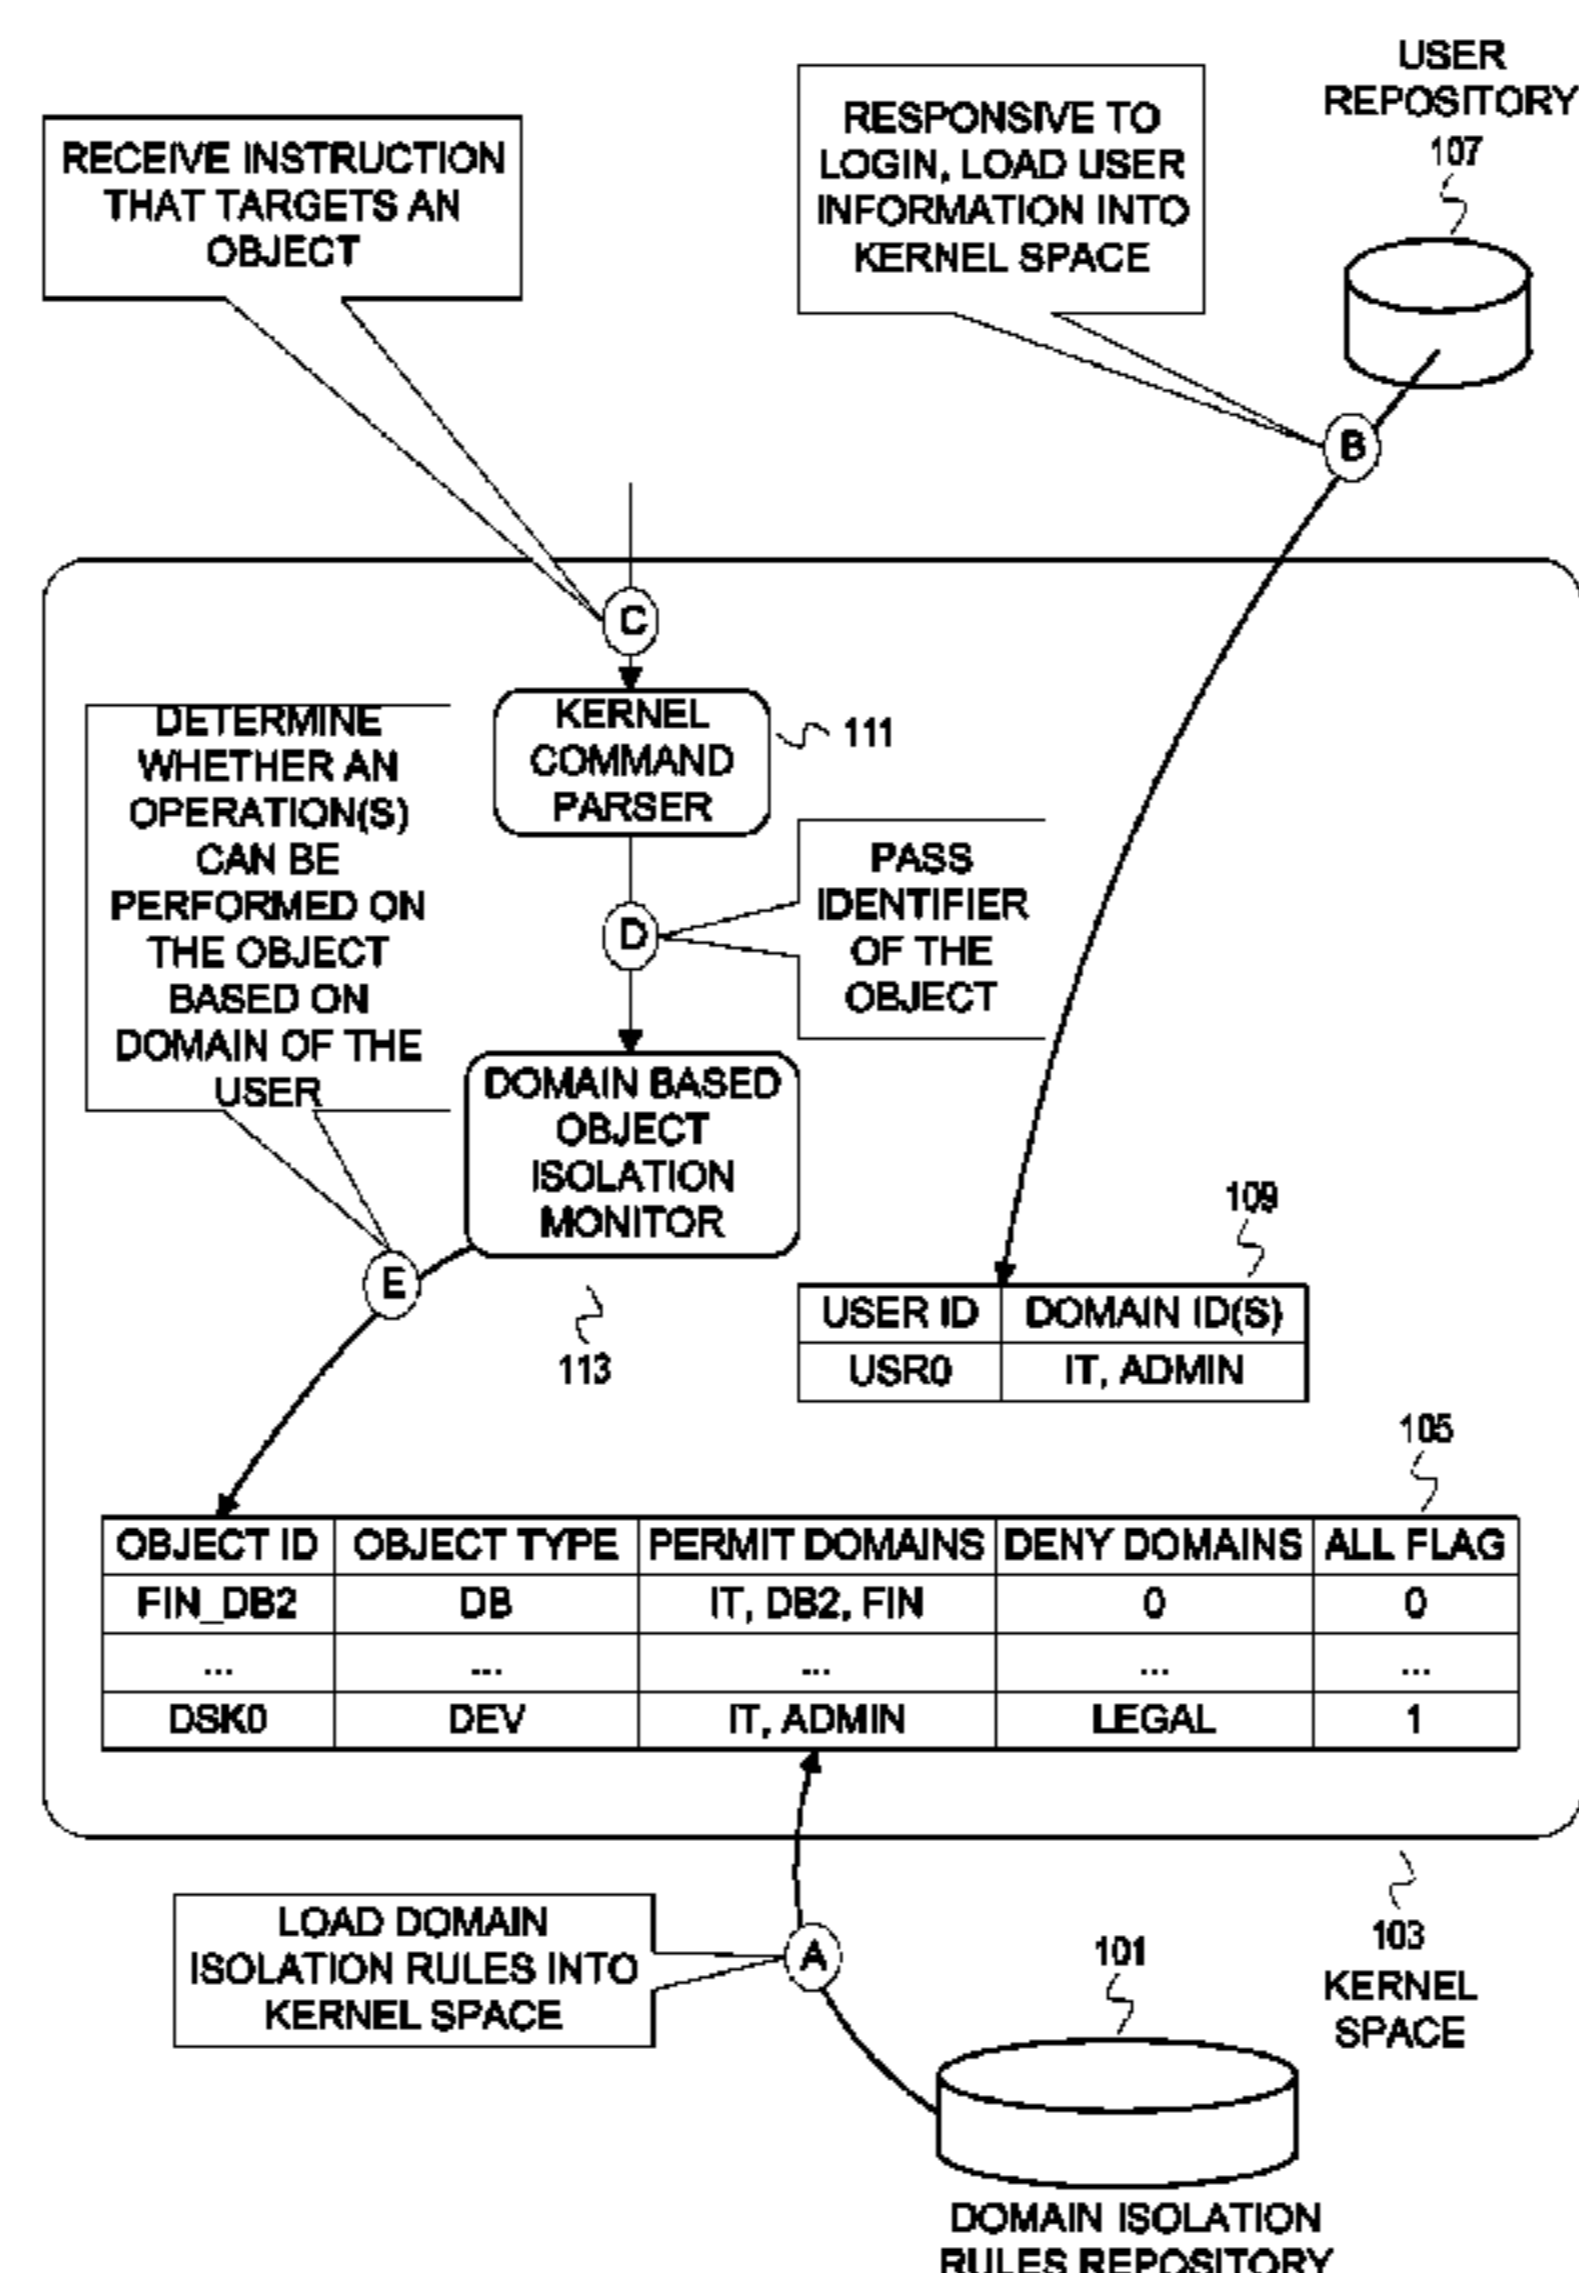 USER
REPOSITORY
107
RESPONSIVE TO
LOGIN, LOAD USER
INFORMATION INTO
KERNEL SPACE
RECEIVE INSTRUCTION
THAT TARGETS AN
OBJECT
B
C
KERNEL
COMMAND
PARSER
111
DETERMINE
WHETHER AN
OPERATION(S)
CAN BE
PERFORMED ON
THE OBJECT
BASED ON
DOMAIN OF THE
USER
PASS
IDENTIFIER
OF THE
OBJECT
D
DOMAIN BASED
OBJECT
ISOLATION
MONITOR
E
113
109
USER ID DOMAIN ID(S)
USR0 IT, ADMIN
105
OBJECT ID OBJECT TYPE PERMIT DOMAINS DENY DOMAINS ALL FLAG
FIN_DB2 DB IT, DB2, FIN 0 0
... ... ... ... ...
DSK0 DEV IT, ADMIN LEGAL 1
LOAD DOMAIN
ISOLATION RULES INTO
KERNEL SPACE
A
101
103
KERNEL
SPACE
DOMAIN ISOLATION
RULES REPOSITORY